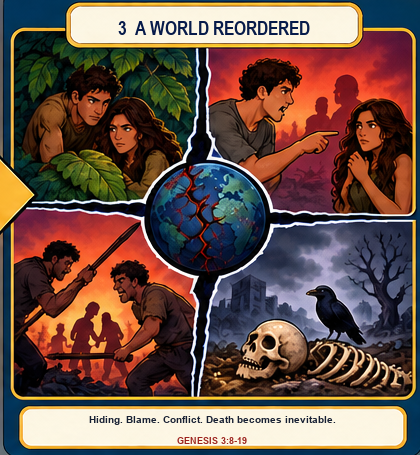 3 A WORLD REORDERED
Hiding. Blame. Conflict. Death becomes inevitable.
GENESIS 3:8-19